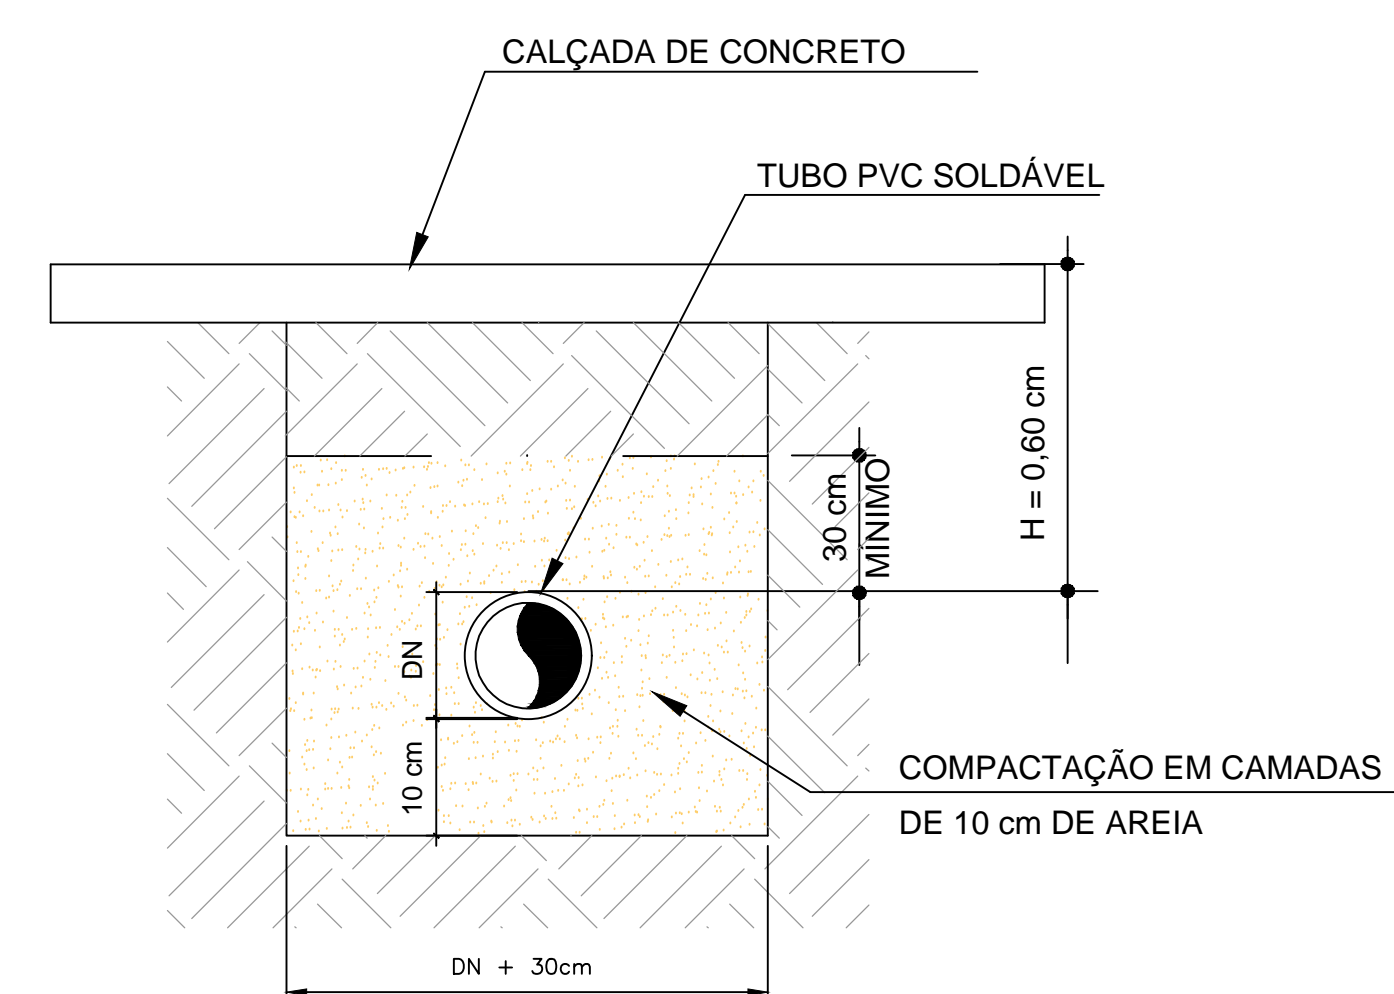 CALÇADA DE CONCRETO
TUBO PVC SOLDÁVEL
H = 0,60 cm
30 cm
MÍNIMO
DN
10 cm
COMPACTAÇÃO EM CAMADAS
DE 10 cm DE AREIA
DN + 30cm